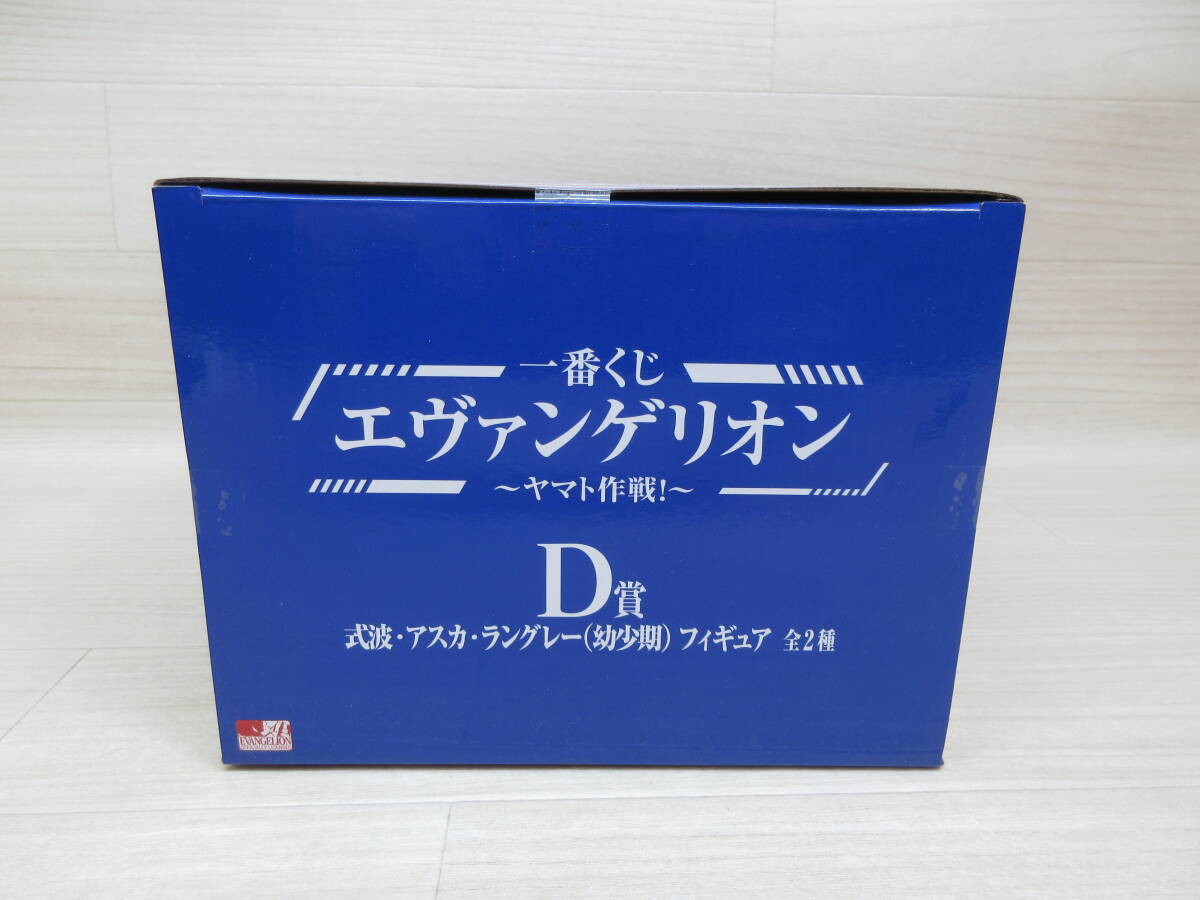 一番くじ
エヴァンゲリオン
～ヤマト作戦!～
D賞
式波・アスカ・ラングレー(幼少期) フィギュア 全2種
EVANGELION